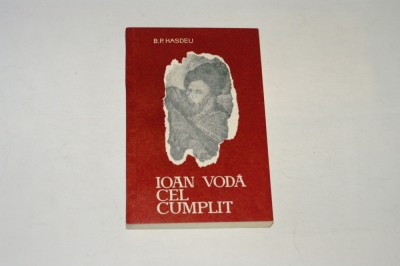 B.P. HASDEU
IOAN VODĂ
CEL
CUMPLIT